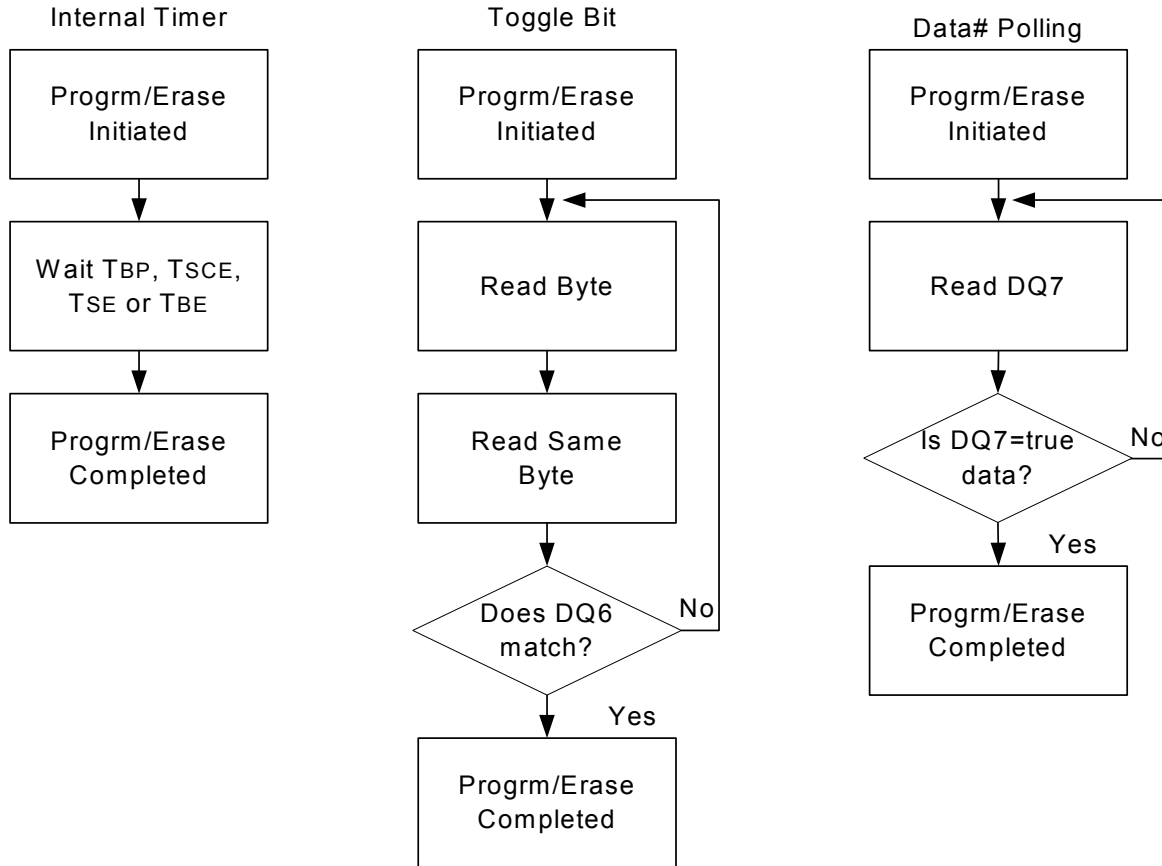 Internal Timer
Progrm/Erase
Initiated
Wait TBP, TSCE,
TSE or TBE
Progrm/Erase
Completed
Toggle Bit
Progrm/Erase
Initiated
Read Byte
Read Same
Byte
Does DQ6
match?
No
Yes
Progrm/Erase
Completed
Data# Polling
Progrm/Erase
Initiated
Read DQ7
Is DQ7=true
data?
No
Yes
Progrm/Erase
Completed